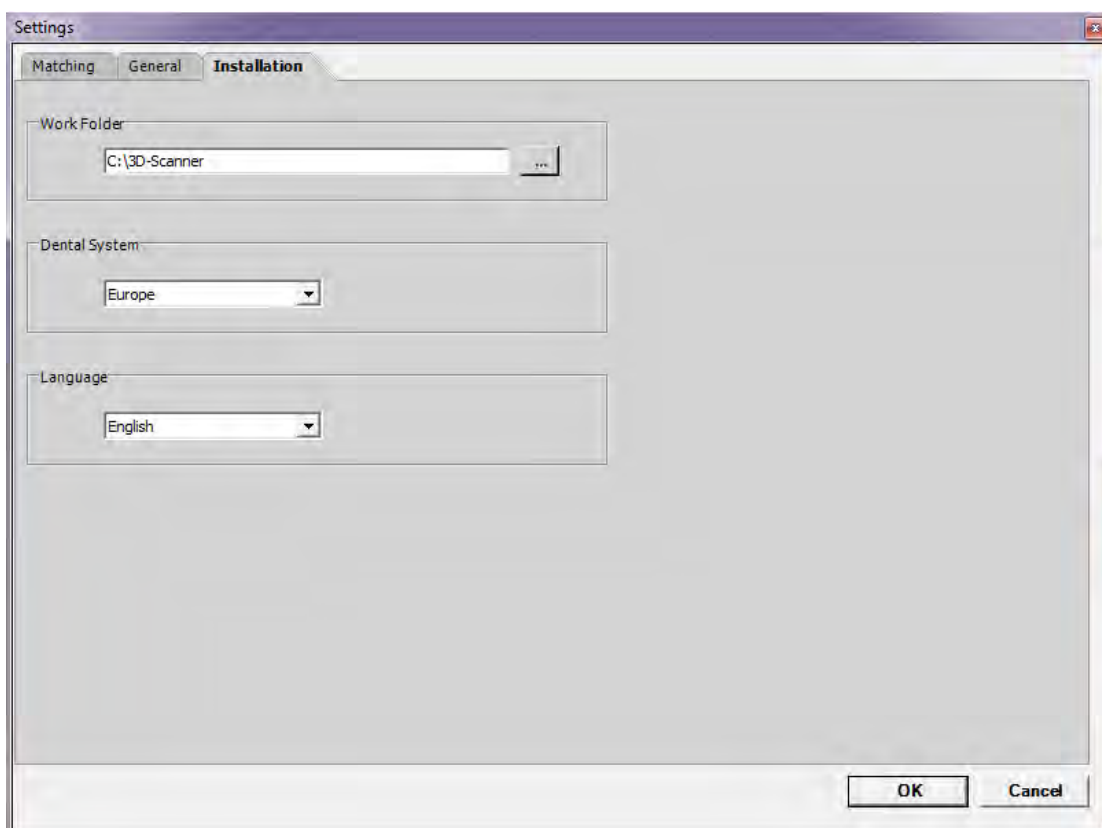 Settings
Matching General Installation
Work Folder
C:\3D-Scanner ...
Dental System
Europe
Language
English
OK Cancel